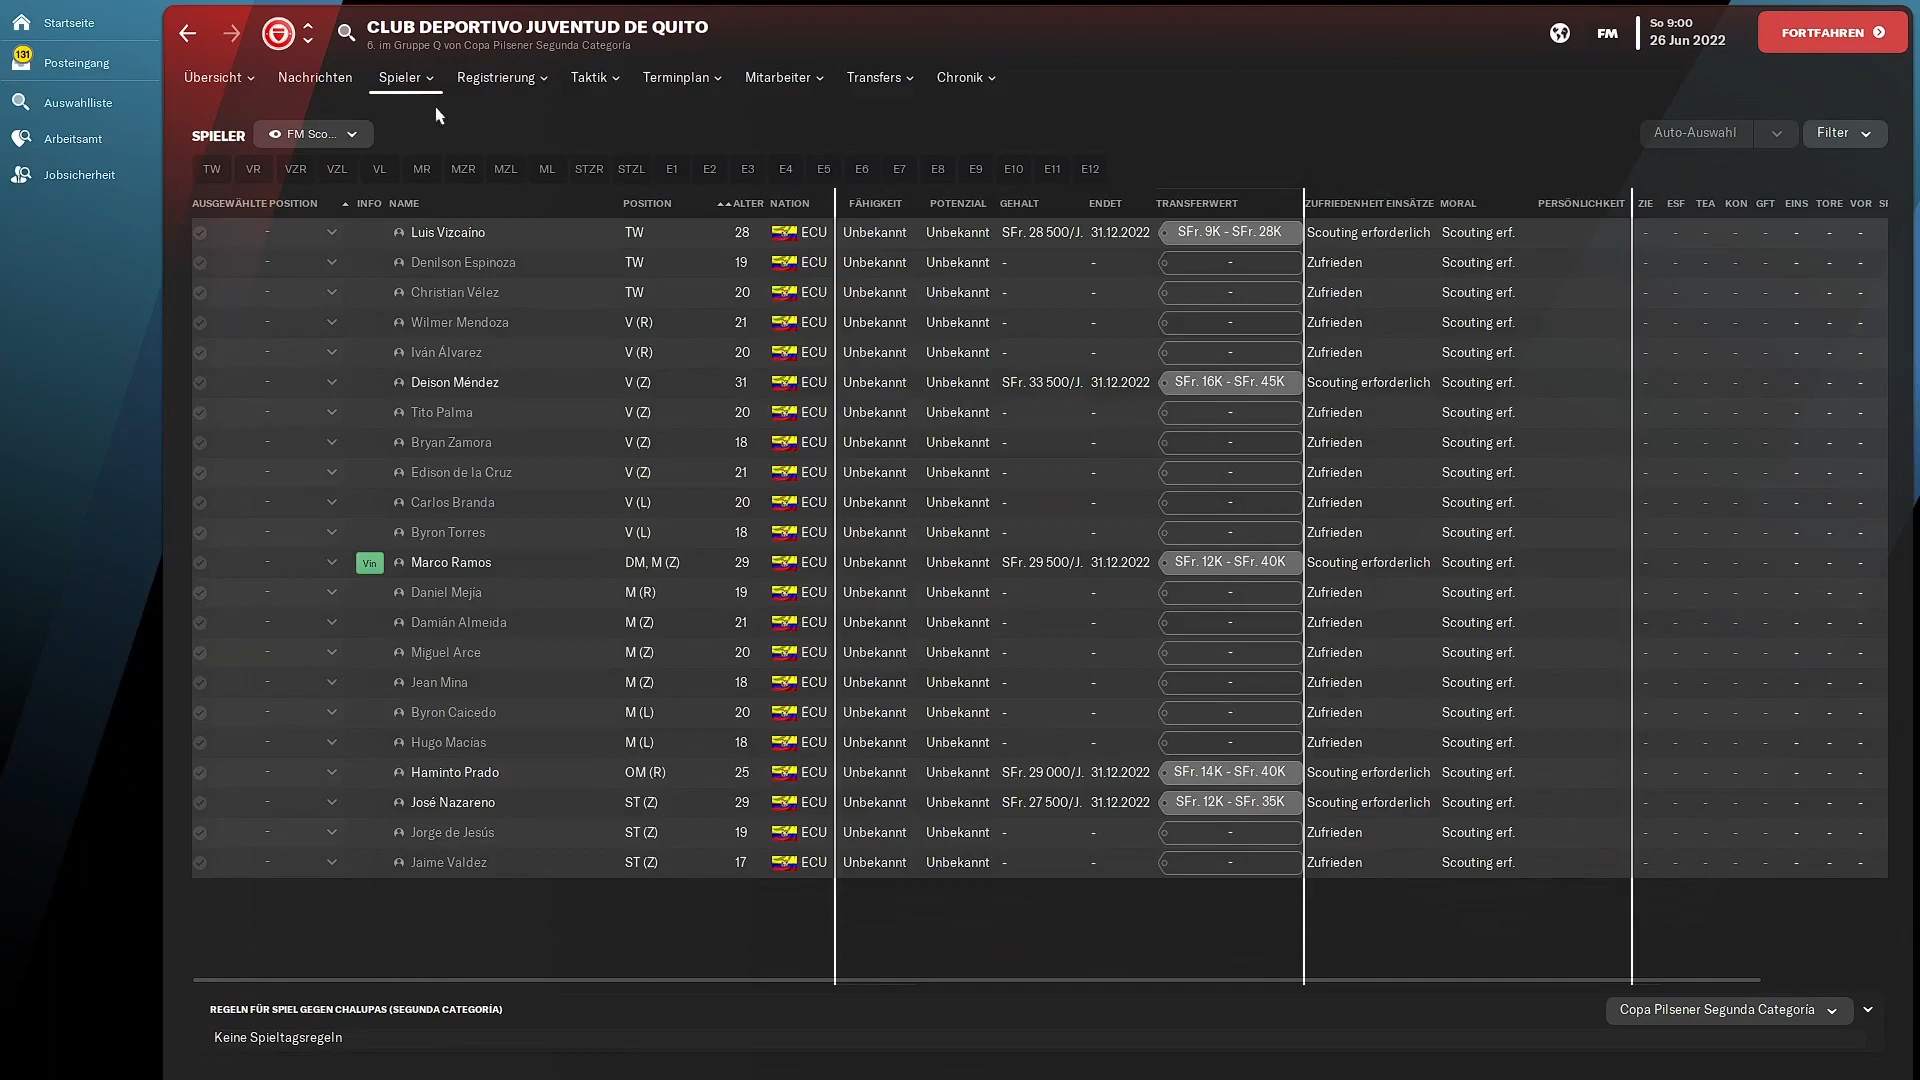 Startseite
131
Posteingang
Auswahlliste
Arbeitsamt
Jobsicherheit
CLUB DEPORTIVO JUVENTUD DE QUITO
6. im Gruppe Q von Copa Pilsener Segunda Categoría
FM
So 9:00
26 Jun 2022
FORTFAHREN
Übersicht Nachrichten Spieler Registrierung Taktik Terminplan Mitarbeiter Transfers Chronik
SPIELER FM Sco... Auto-Auswahl Filter
TW VR VZR VZL VL MR MZR MZL ML STZR STZL E1 E2 E3 E4 E5 E6 E7 E8 E9 E10 E11 E12
AUSGEWÄHLTE POSITION INFO NAME POSITION ALTER NATION FÄHIGKEIT POTENZIAL GEHALT ENDET TRANSFERWERT ZUFRIEDENHEIT EINSÄTZE MORAL PERSÖNLICHKEIT ZIE ESF TEA KON GFT EINS TORE VOR
- Luis Vizcaíno TW 28 ECU Unbekannt Unbekannt SFr. 28 500/J. 31.12.2022 SFr. 9K - SFr. 28K Scouting erforderlich Scouting erf. - - - - - - - -
- Denilson Espinoza TW 19 ECU Unbekannt Unbekannt - - - Zufrieden Scouting erf. - - - - - - - -
- Christian Vélez TW 20 ECU Unbekannt Unbekannt - - - Zufrieden Scouting erf. - - - - - - - -
- Wilmer Mendoza V (R) 21 ECU Unbekannt Unbekannt - - - Zufrieden Scouting erf. - - - - - - - -
- Iván Álvarez V (R) 20 ECU Unbekannt Unbekannt - - - Zufrieden Scouting erf. - - - - - - - -
- Deison Méndez V (Z) 31 ECU Unbekannt Unbekannt SFr. 33 500/J. 31.12.2022 SFr. 16K - SFr. 45K Scouting erforderlich Scouting erf. - - - - - - - -
- Tito Palma V (Z) 20 ECU Unbekannt Unbekannt - - - Zufrieden Scouting erf. - - - - - - - -
- Bryan Zamora V (Z) 18 ECU Unbekannt Unbekannt - - - Zufrieden Scouting erf. - - - - - - - -
- Edison de la Cruz V (Z) 21 ECU Unbekannt Unbekannt - - - Zufrieden Scouting erf. - - - - - - - -
- Carlos Branda V (L) 20 ECU Unbekannt Unbekannt - - - Zufrieden Scouting erf. - - - - - - - -
- Byron Torres V (L) 18 ECU Unbekannt Unbekannt - - - Zufrieden Scouting erf. - - - - - - - -
- Vin Marco Ramos DM, M (Z) 29 ECU Unbekannt Unbekannt SFr. 29 500/J. 31.12.2022 SFr. 12K - SFr. 40K Scouting erforderlich Scouting erf. - - - - - - - -
- Daniel Mejía M (R) 19 ECU Unbekannt Unbekannt - - - Zufrieden Scouting erf. - - - - - - - -
- Damián Almeida M (Z) 21 ECU Unbekannt Unbekannt - - - Zufrieden Scouting erf. - - - - - - - -
- Miguel Arce M (Z) 20 ECU Unbekannt Unbekannt - - - Zufrieden Scouting erf. - - - - - - - -
- Jean Mina M (Z) 18 ECU Unbekannt Unbekannt - - - Zufrieden Scouting erf. - - - - - - - -
- Byron Caicedo M (L) 20 ECU Unbekannt Unbekannt - - - Zufrieden Scouting erf. - - - - - - - -
- Hugo Macías M (L) 18 ECU Unbekannt Unbekannt - - - Zufrieden Scouting erf. - - - - - - - -
- Haminto Prado OM (R) 25 ECU Unbekannt Unbekannt SFr. 29 000/J. 31.12.2022 SFr. 14K - SFr. 40K Scouting erforderlich Scouting erf. - - - - - - - -
- José Nazareno ST (Z) 29 ECU Unbekannt Unbekannt SFr. 27 500/J. 31.12.2022 SFr. 12K - SFr. 35K Scouting erforderlich Scouting erf. - - - - - - - -
- Jorge de Jesús ST (Z) 19 ECU Unbekannt Unbekannt - - - Zufrieden Scouting erf. - - - - - - - -
- Jaime Valdez ST (Z) 17 ECU Unbekannt Unbekannt - - - Zufrieden Scouting erf. - - - - - - - -
REGELN FÜR SPIEL GEGEN CHALUPAS (SEGUNDA CATEGORÍA)
Copa Pilsener Segunda Categoría
Keine Spieltagsregeln